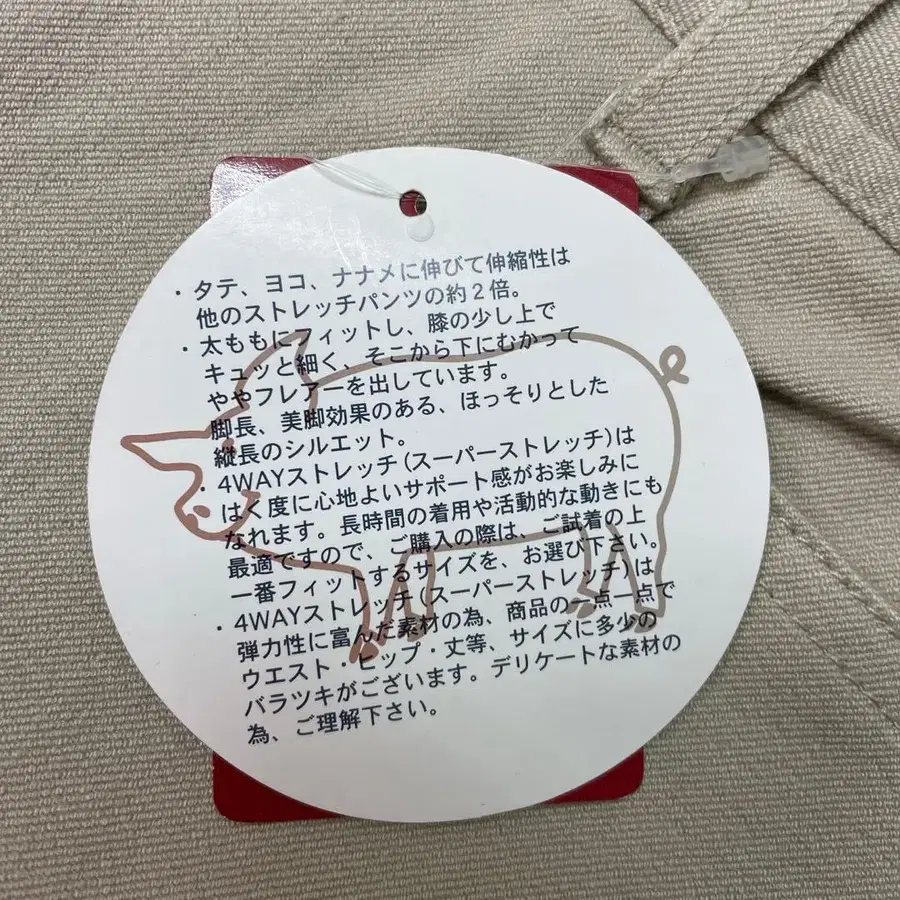 ・タテ、ヨコ、ナナメに伸びて伸縮性は
他のストレッチパンツの約2倍。
・太ももにフィットし、膝の少し上で
キュッと細く、そこから下にむかって
ややフレアーを出しています。
脚長、美脚効果のある、ほっそりとした
縦長のシルエット。
・4WAYストレッチ(スーパーストレッチ)は
はく度に心地よいサポート感がお楽しみに
なれます。長時間の着用や活動的な動きにも
最適ですので、ご購入の際は、ご試着の上
一番フィットするサイズを、お選び下さい。
・4WAYストレッチ(スーパーストレッチ)は
弾力性に富んだ素材の為、商品の一点一点で
ウエスト・ヒップ・丈等、サイズに多少の
バラツキがございます。デリケートな素材の
為、ご理解下さい。